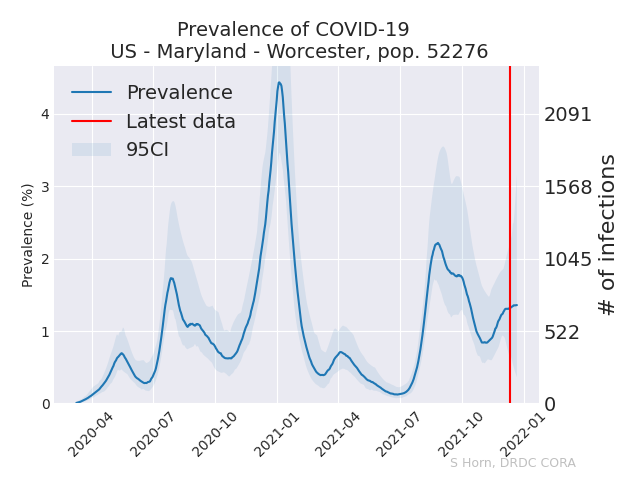 Prevalence of COVID-19
US - Maryland - Worcester, pop. 52276
Prevalence
Latest data
95CI
Prevalence (%)
4
3
2
1
0
2091
1568
1045
522
0
# of infections
2020-04
2020-07
2020-10
2021-01
2021-04
2021-07
2021-10
2022-01
S Horn, DRDC CORA